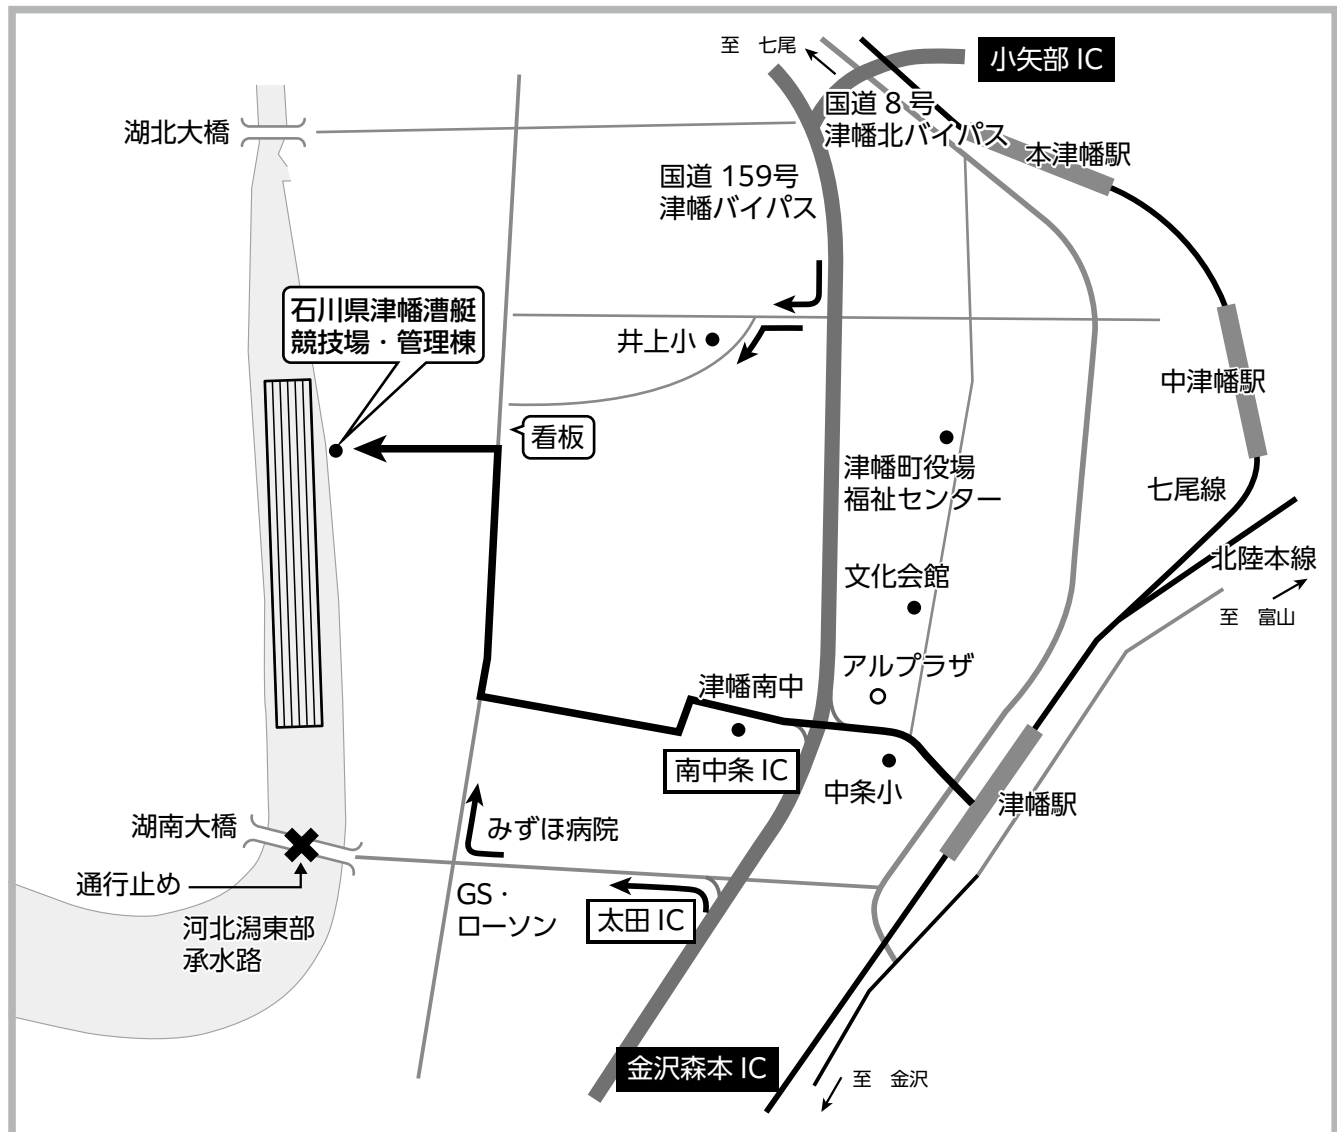 至　七尾
小矢部 IC
国道 8 号
津幡北バイパス
湖北大橋
本津幡駅
国道 159号
津幡バイパス
石川県津幡漕艇
競技場・管理棟
井上小
中津幡駅
看板
津幡町役場
福祉センター
七尾線
北陸本線
文化会館
至　富山
アルプラザ
津幡南中
南中条 IC
中条小
津幡駅
湖南大橋
みずほ病院
通行止め
GS・
ローソン
太田 IC
河北潟東部
承水路
金沢森本 IC
至　金沢